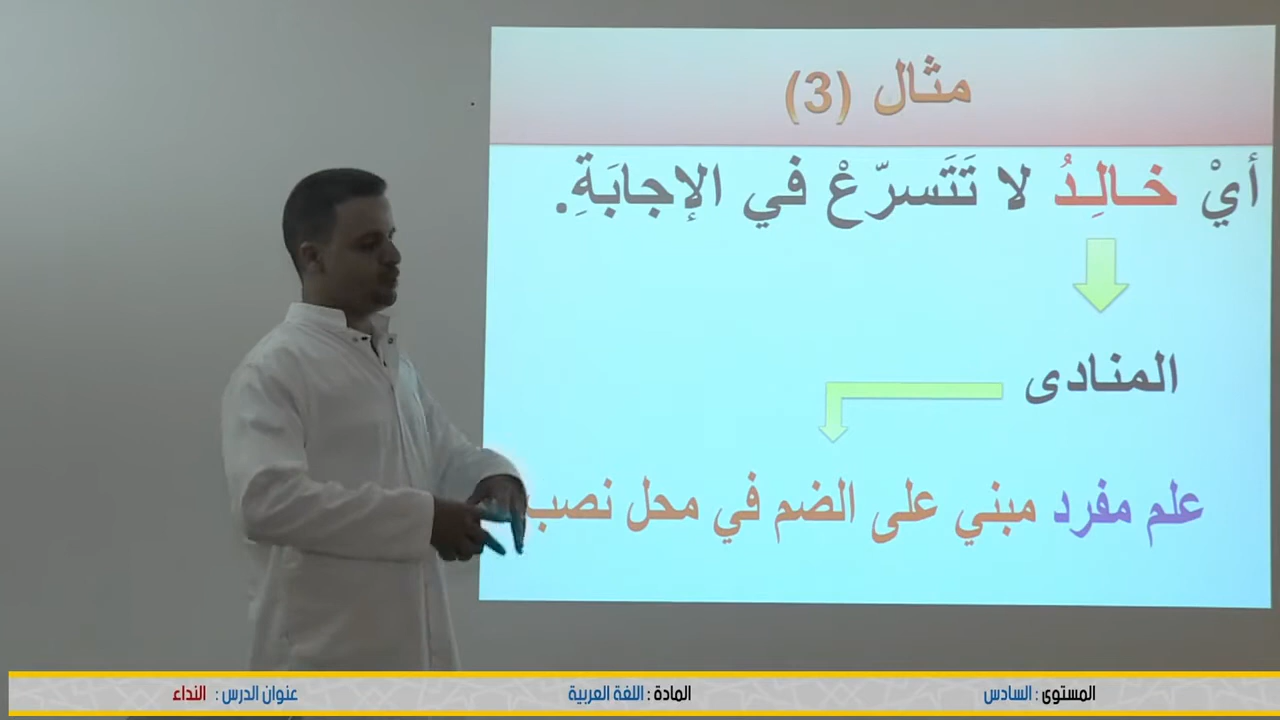 مثال (3)
أيْ خالِدُ لا تَتَسرّعْ في الإجابَةِ.
المنادى
علم مفرد مبني على الضم في محل نصب
المستوى : السادس
المادة : اللغة العربية
عنوان الدرس : النداء